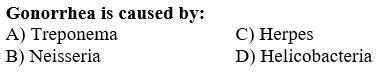 Gonorrhea is caused by:
A) Treponema C) Herpes
B) Neisseria D) Helicobacteria